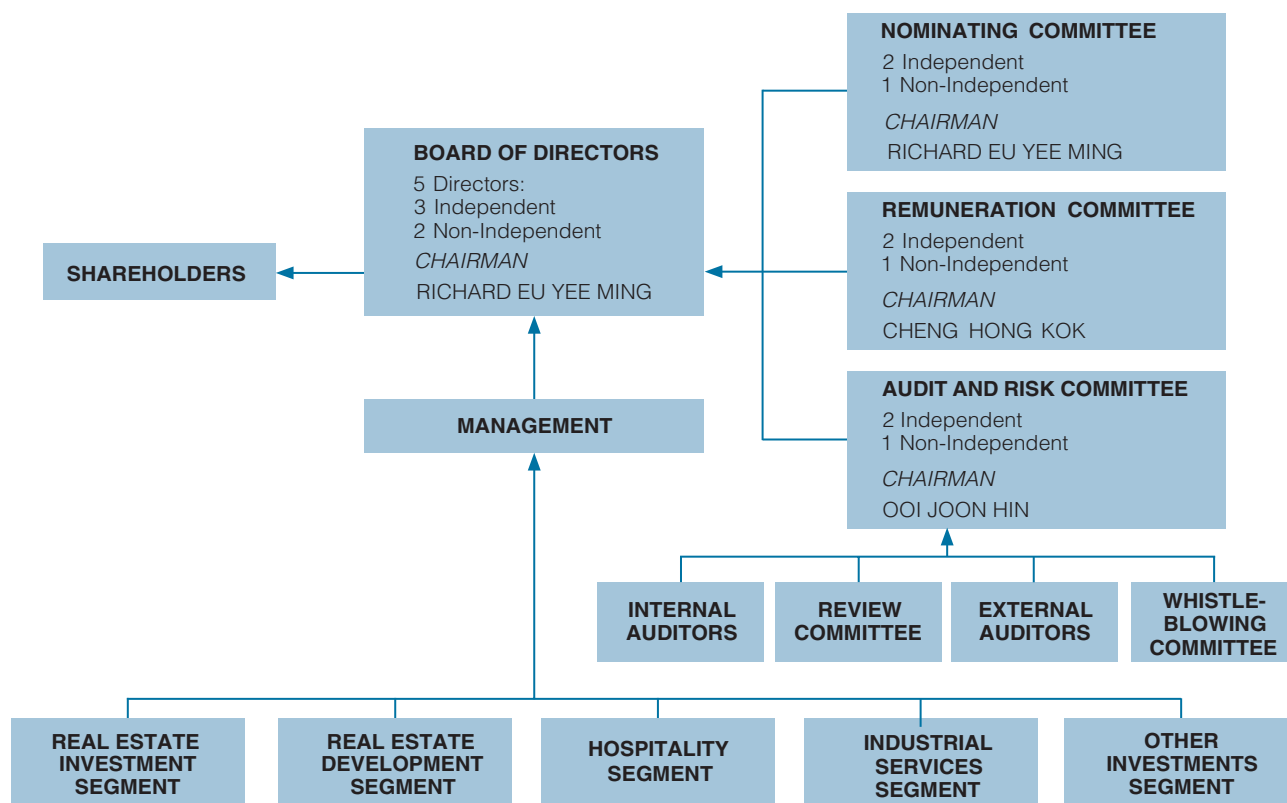 NOMINATING COMMITTEE
2 Independent
1 Non-Independent
CHAIRMAN
RICHARD EU YEE MING
BOARD OF DIRECTORS
5 Directors:
3 Independent
2 Non-Independent
CHAIRMAN
RICHARD EU YEE MING
REMUNERATION COMMITTEE
2 Independent
1 Non-Independent
CHAIRMAN
CHENG HONG KOK
SHAREHOLDERS
AUDIT AND RISK COMMITTEE
2 Independent
1 Non-Independent
CHAIRMAN
OOI JOON HIN
MANAGEMENT
INTERNAL
AUDITORS
REVIEW
COMMITTEE
EXTERNAL
AUDITORS
WHISTLE-
BLOWING
COMMITTEE
REAL ESTATE
INVESTMENT
SEGMENT
REAL ESTATE
DEVELOPMENT
SEGMENT
HOSPITALITY
SEGMENT
INDUSTRIAL
SERVICES
SEGMENT
OTHER
INVESTMENTS
SEGMENT